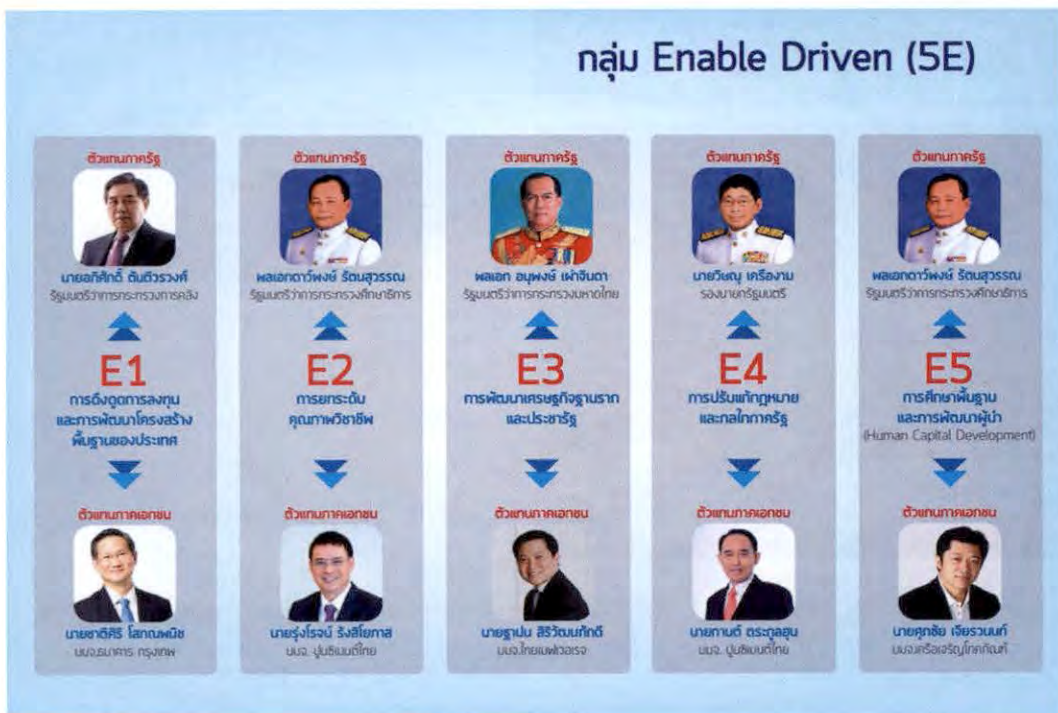 กลุ่ม Enable Driven (5E)
ตัวแทนภาครัฐ
นายอภิศักดิ์ ตันติวรวงศ์
รัฐมนตรีว่าการกระทรวงการคลัง
E1
การดึงดูดการลงทุน
และการพัฒนาโครงสร้าง
พื้นฐานของประเทศ
ตัวแทนภาคเอกชน
นายชาติศิริ โสภณพนิช
บมจ.ธนาคาร กรุงเทพ
ตัวแทนภาครัฐ
พลเอกดาว์พงษ์ รัตนสุวรรณ
รัฐมนตรีว่าการกระทรวงศึกษาธิการ
E2
การยกระดับ
คุณภาพวิชาชีพ
ตัวแทนภาคเอกชน
นายรุ่งโรจน์ รังสิโยภาส
บมจ. ปูนซิเมนต์ไทย
ตัวแทนภาครัฐ
พลเอก อนุพงษ์ เผ่าจินดา
รัฐมนตรีว่าการกระทรวงมหาดไทย
E3
การพัฒนาเศรษฐกิจฐานราก
และประชารัฐ
ตัวแทนภาคเอกชน
นายฐาปน สิริวัฒนภักดี
บมจ.ไทยเบฟเวอเรจ
ตัวแทนภาครัฐ
นายวิษณุ เครืองาม
รองนายกรัฐมนตรี
E4
การปรับแก้กฎหมาย
และกลไกภาครัฐ
ตัวแทนภาคเอกชน
นายกานต์ ตระกูลฮุน
บมจ. ปูนซิเมนต์ไทย
ตัวแทนภาครัฐ
พลเอกดาว์พงษ์ รัตนสุวรรณ
รัฐมนตรีว่าการกระทรวงศึกษาธิการ
E5
การศึกษาพื้นฐาน
และการพัฒนาผู้นำ
(Human Capital Development)
ตัวแทนภาคเอกชน
นายศุภชัย เจียรวนนท์
บมจ.เครือเจริญโภคภัณฑ์